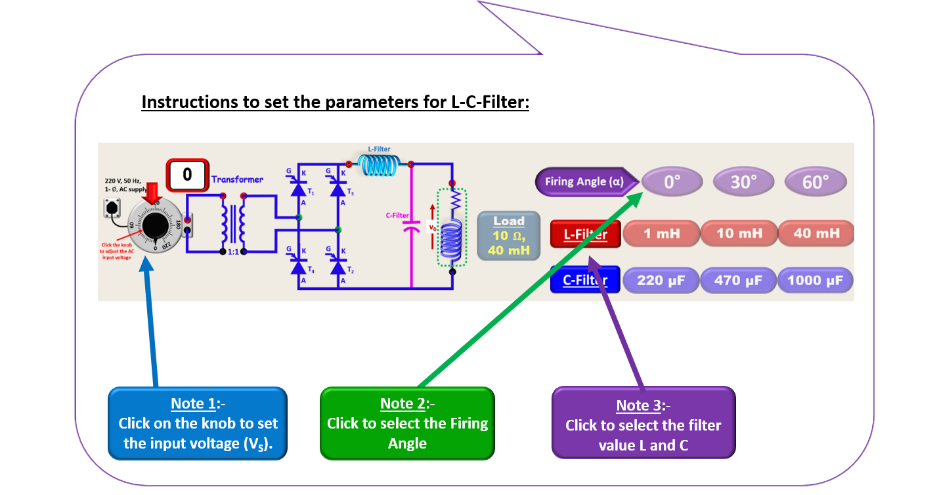 Instructions to set the parameters for L-C-Filter:
220 V, 50 Hz,
1- Ø, AC supply
0
Transformer
1:1
Click the knob
to adjust the AC
input voltage
G K
T1
A
G K
T3
A
G K
T4
A
G K
T2
A
L-Filter
C-Filter
Load
10 Ω,
40 mH
Firing Angle (α) 0° 30° 60°
L-Filter 1 mH 10 mH 40 mH
C-Filter 220 µF 470 µF 1000 µF
Note 1:-
Click on the knob to set
the input voltage (VS).
Note 2:-
Click to select the Firing
Angle
Note 3:-
Click to select the filter
value L and C